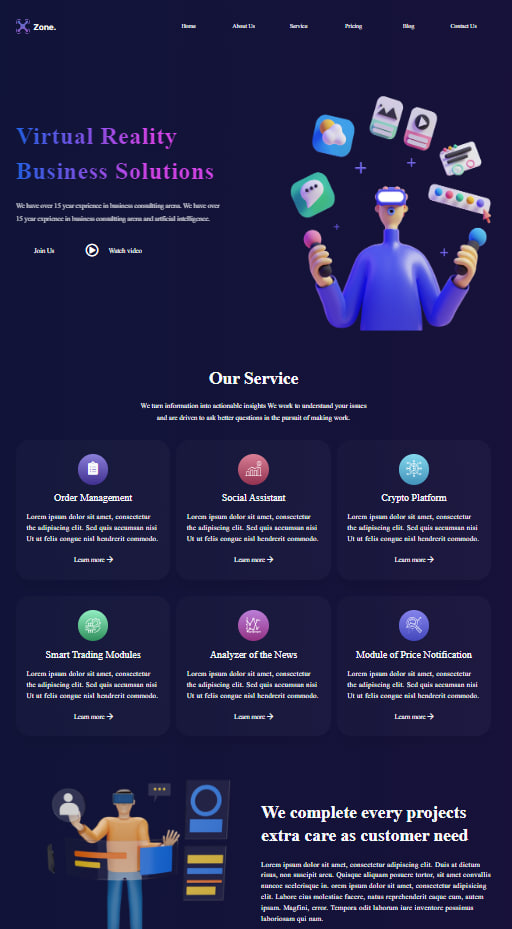 Zone.
Home About Us Service Pricing Blog Contact Us
Virtual Reality
Business Solutions
We have over 15 year exprience in business consultting arena. We have over
15 year exprience in business consultting arena and artficial intelligence.
Join Us Watch video
Our Service
We turn information into actionable insights We work to understand your issues
and are driven to ask better questions in the pursuit of making work.
Order Management
Lorem ipsum dolor sit amet, consectetur
the adipiscing elit. Sed quis accumsan nisi
Ut ut felis congue nisl hendrerit commodo.
Learn more →
Social Assistant
Lorem ipsum dolor sit amet, consectetur
the adipiscing elit. Sed quis accumsan nisi
Ut ut felis congue nisl hendrerit commodo.
Learn more →
Crypto Platform
Lorem ipsum dolor sit amet, consectetur
the adipiscing elit. Sed quis accumsan nisi
Ut ut felis congue nisl hendrerit commodo.
Learn more →
Smart Trading Modules
Lorem ipsum dolor sit amet, consectetur
the adipiscing elit. Sed quis accumsan nisi
Ut ut felis congue nisl hendrerit commodo.
Learn more →
Analyzer of the News
Lorem ipsum dolor sit amet, consectetur
the adipiscing elit. Sed quis accumsan nisi
Ut ut felis congue nisl hendrerit commodo.
Learn more →
Module of Price Notification
Lorem ipsum dolor sit amet, consectetur
the adipiscing elit. Sed quis accumsan nisi
Ut ut felis congue nisl hendrerit commodo.
Learn more →
We complete every projects
extra care as customer need
Lorem ipsum dolor sit amet, consectetur adipiscing elit. Duis at dictum
risus, non suscipit arcu. Quisque aliquam posuere tortor, sit amet convallis
nuncec scelerisque in. orem ipsum dolor sit amet, consectetur adipisicing
elit. Labore eius molestiae facere, natus reprehenderit eaque eum, autem
ipsam. Magfini, error. Tempora odit laborum iure inventore possimus
laboriosam qui nam.